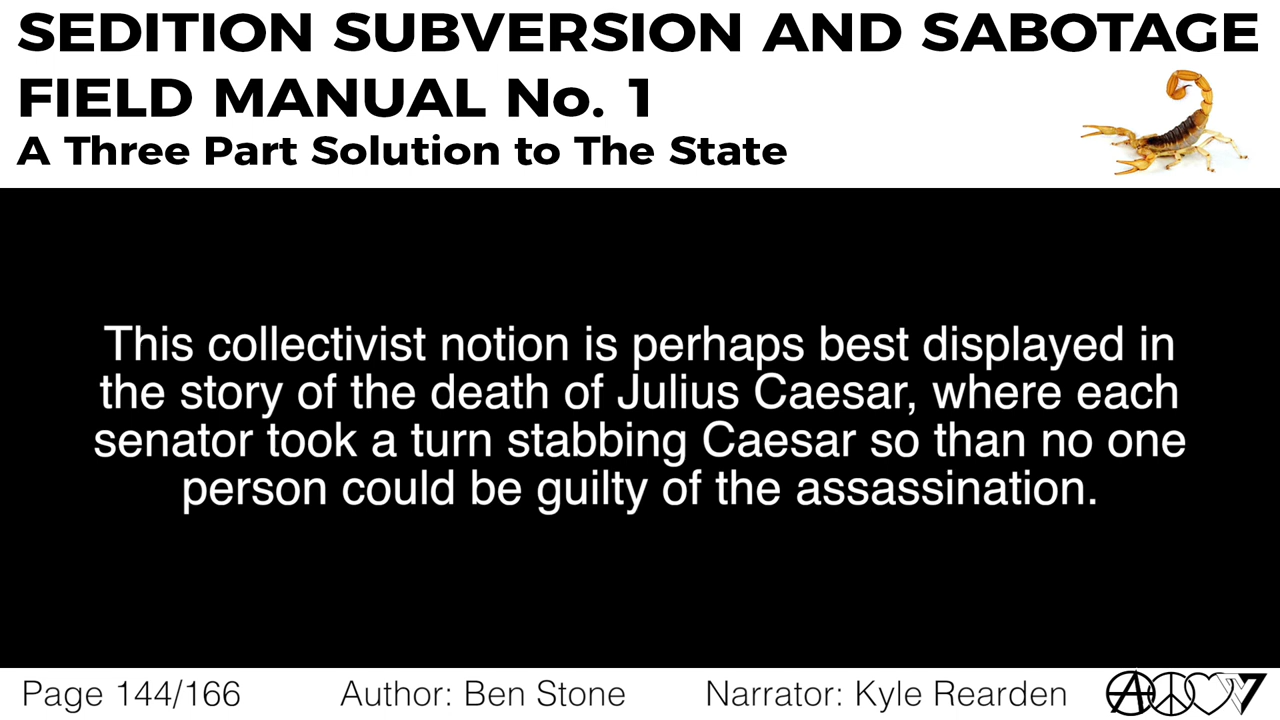 SEDITION SUBVERSION AND SABOTAGE
FIELD MANUAL No. 1
A Three Part Solution to The State
This collectivist notion is perhaps best displayed in
the story of the death of Julius Caesar, where each
senator took a turn stabbing Caesar so than no one
person could be guilty of the assassination.
Page 144/166 Author: Ben Stone Narrator: Kyle Rearden